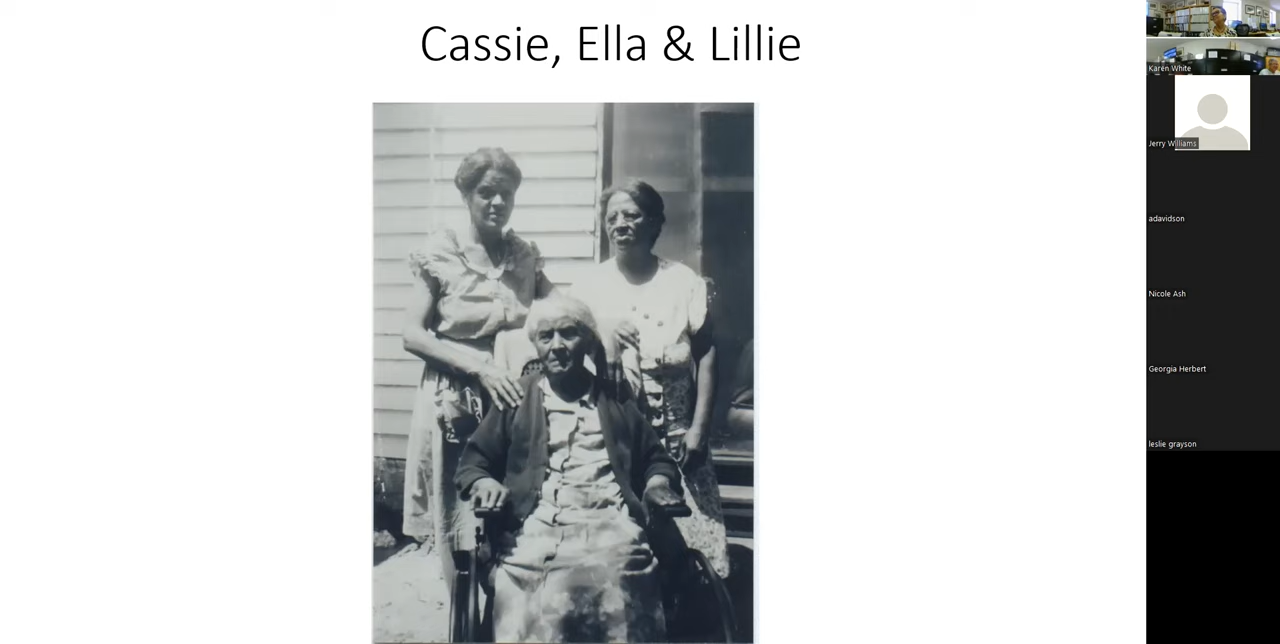 Cassie, Ella & Lillie
Karen White
Jerry Williams
adavidson
Nicole Ash
Georgia Herbert
leslie grayson